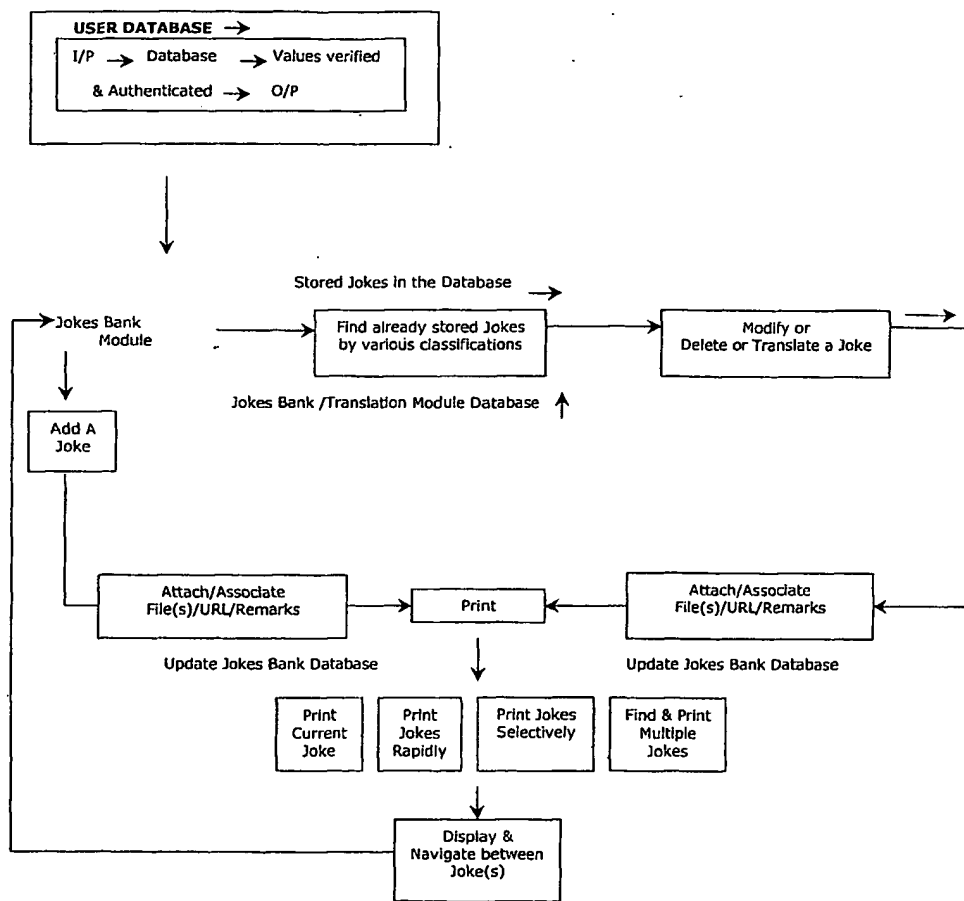 USER DATABASE
I/P Database Values verified
& Authenticated O/P
Stored Jokes in the Database
Jokes Bank
Module
Find already stored Jokes
by various classifications
Modify or
Delete or Translate a Joke
Jokes Bank /Translation Module Database
Add A
Joke
Attach/Associate
File(s)/URL/Remarks
Print
Attach/Associate
File(s)/URL/Remarks
Update Jokes Bank Database
Update Jokes Bank Database
Print
Current
Joke
Print
Jokes
Rapidly
Print Jokes
Selectively
Find & Print
Multiple
Jokes
Display &
Navigate between
Joke(s)